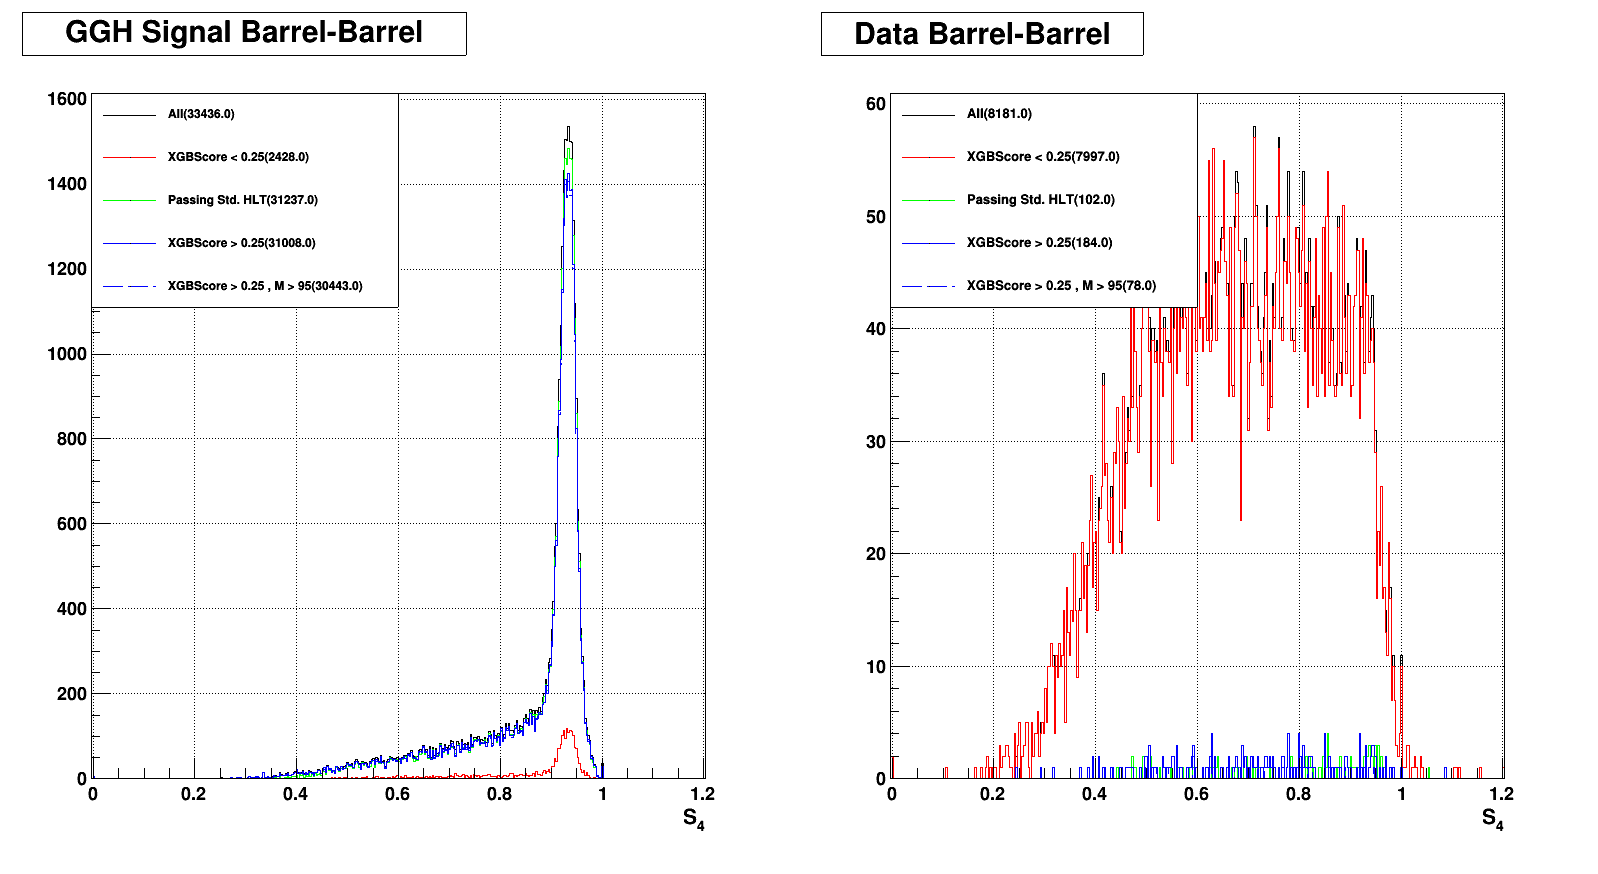 GGH Signal Barrel-Barrel
1600
1400
1200
1000
800
600
400
200
0
All(33436.0)
XGBScore < 0.25(2428.0)
Passing Std. HLT(31237.0)
XGBScore > 0.25(31008.0)
XGBScore > 0.25 , M > 95(30443.0)
0 0.2 0.4 0.6 0.8 1 1.2
S4
Data Barrel-Barrel
60
50
40
30
20
10
0
All(8181.0)
XGBScore < 0.25(7997.0)
Passing Std. HLT(102.0)
XGBScore > 0.25(184.0)
XGBScore > 0.25 , M > 95(78.0)
0 0.2 0.4 0.6 0.8 1 1.2
S4